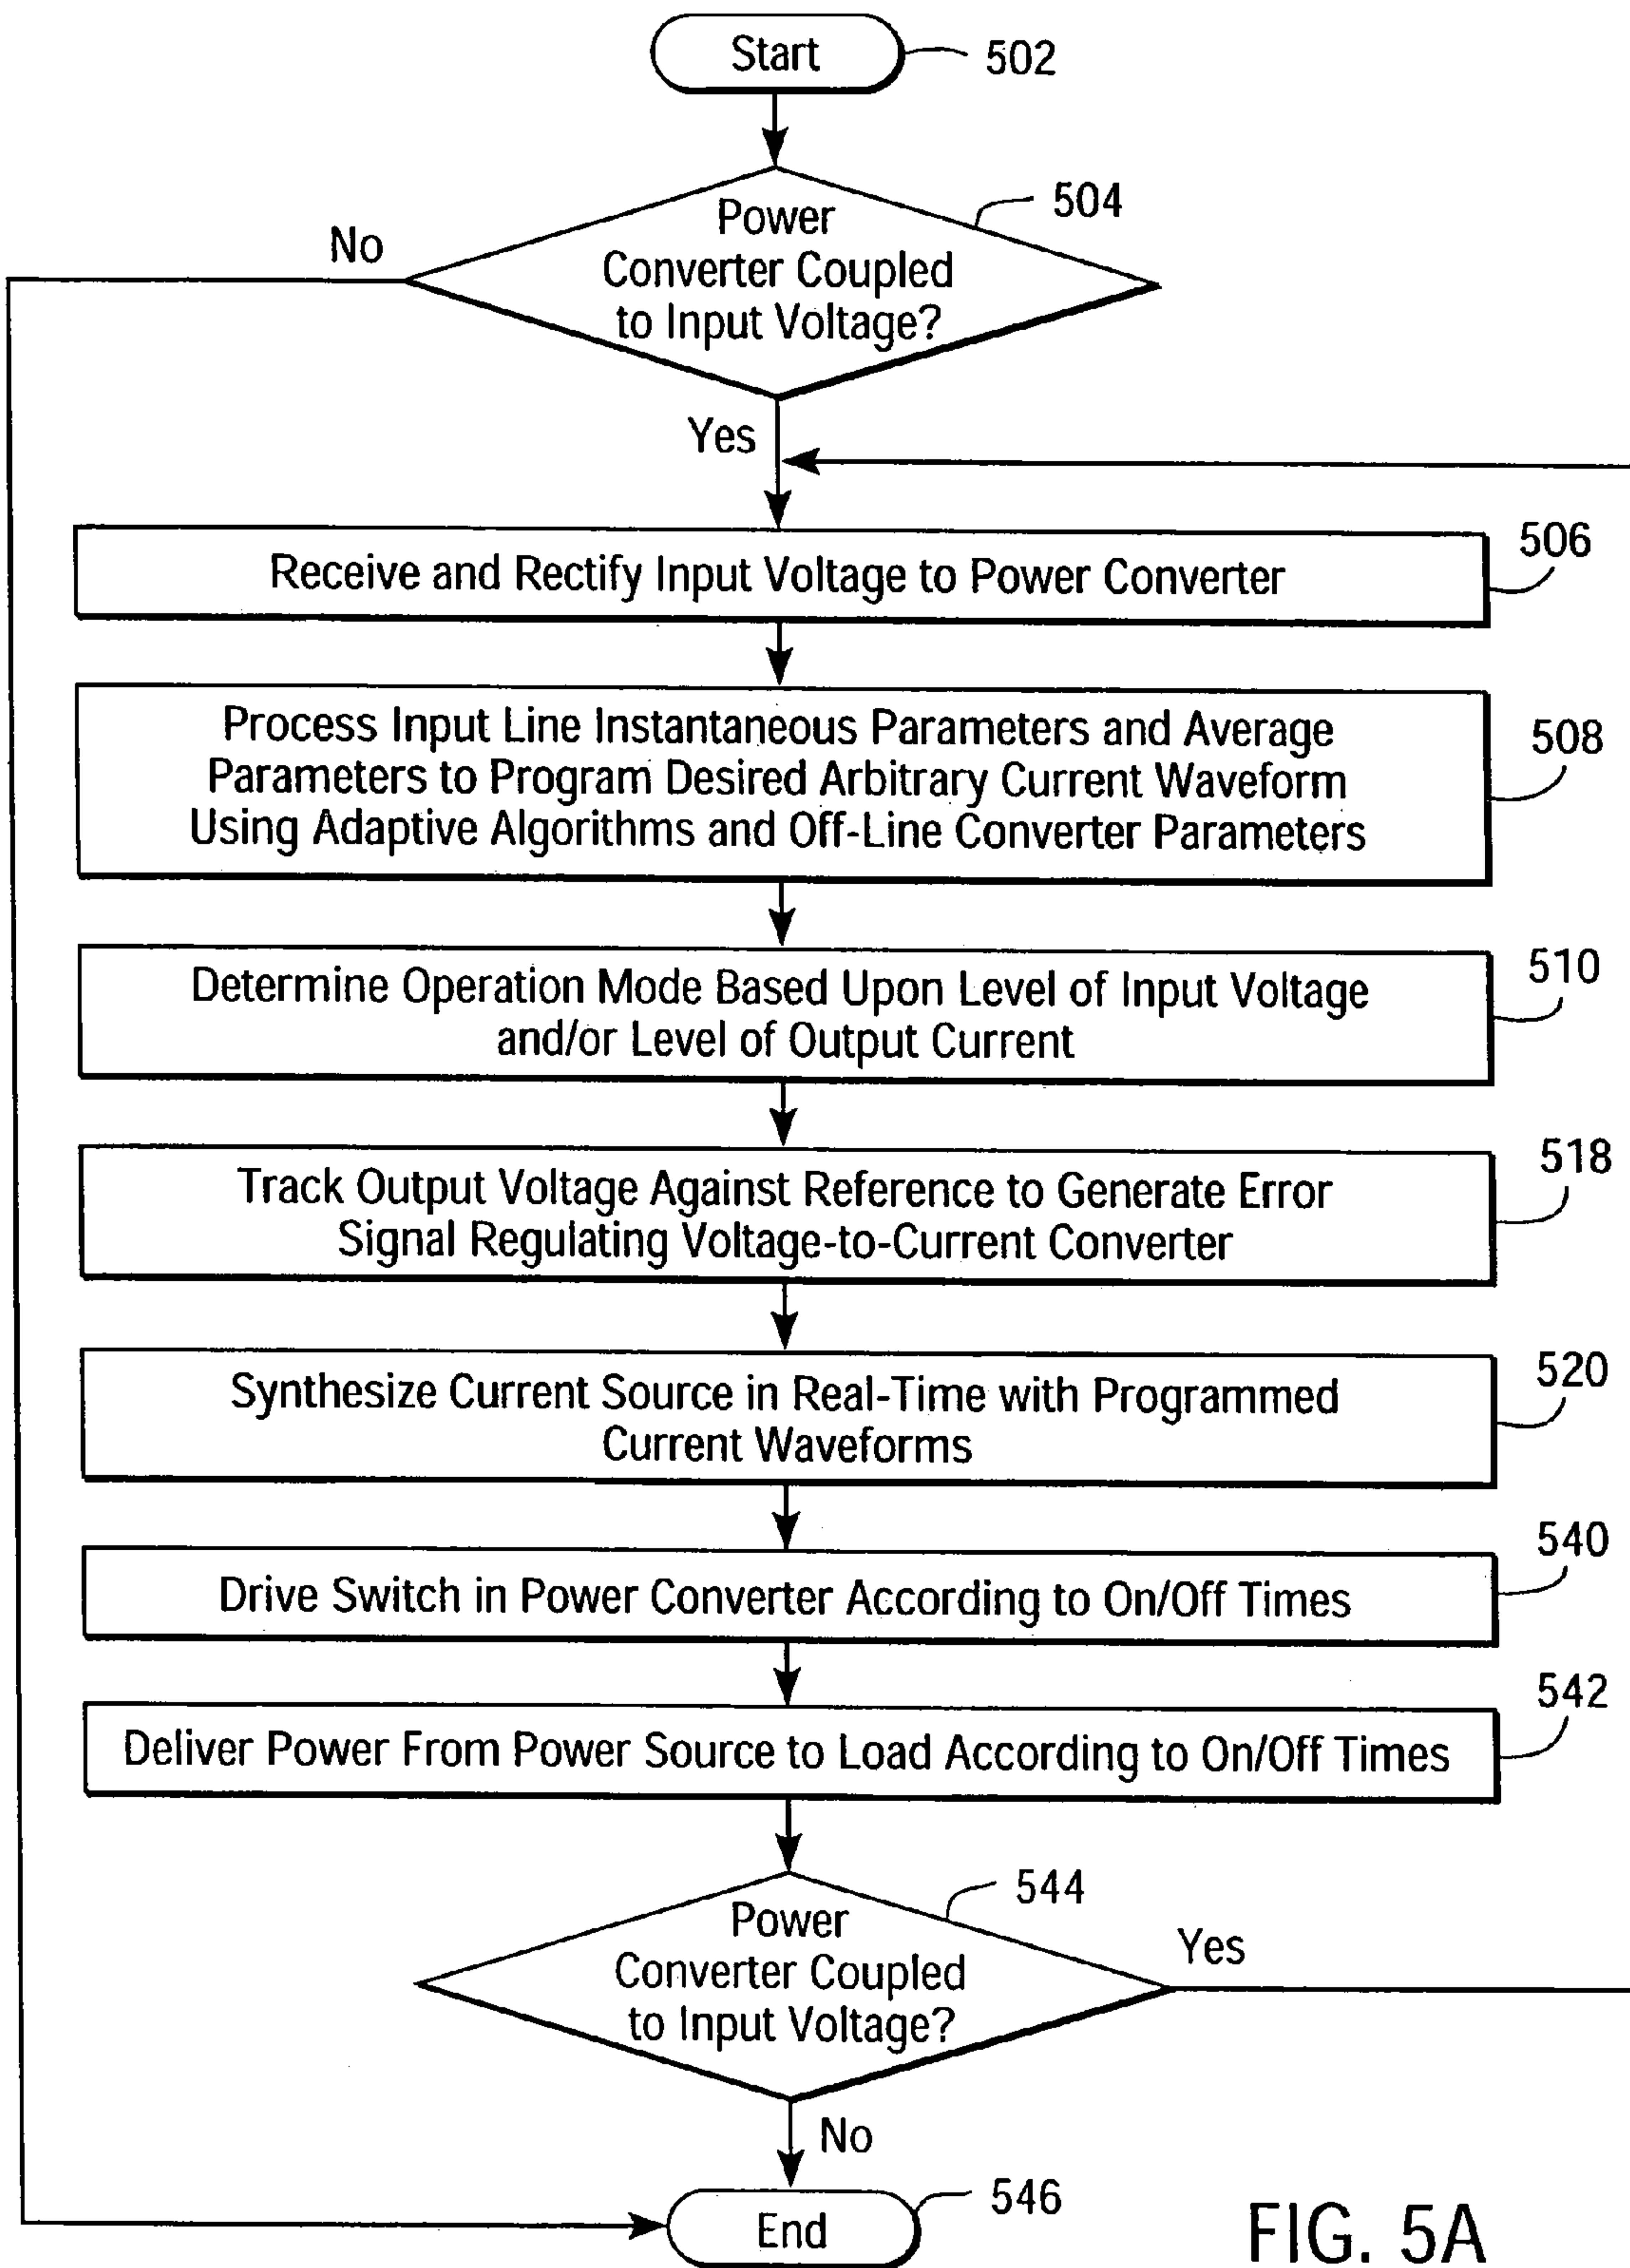 Start
502
Power
Converter Coupled
to Input Voltage?
504
No
Yes
Receive and Rectify Input Voltage to Power Converter
506
Process Input Line Instantaneous Parameters and Average
Parameters to Program Desired Arbitrary Current Waveform
Using Adaptive Algorithms and Off-Line Converter Parameters
508
Determine Operation Mode Based Upon Level of Input Voltage
and/or Level of Output Current
510
Track Output Voltage Against Reference to Generate Error
Signal Regulating Voltage-to-Current Converter
518
Synthesize Current Source in Real-Time with Programmed
Current Waveforms
520
Drive Switch in Power Converter According to On/Off Times
540
Deliver Power From Power Source to Load According to On/Off Times
542
Power
Converter Coupled
to Input Voltage?
544
Yes
No
End
546
FIG. 5A